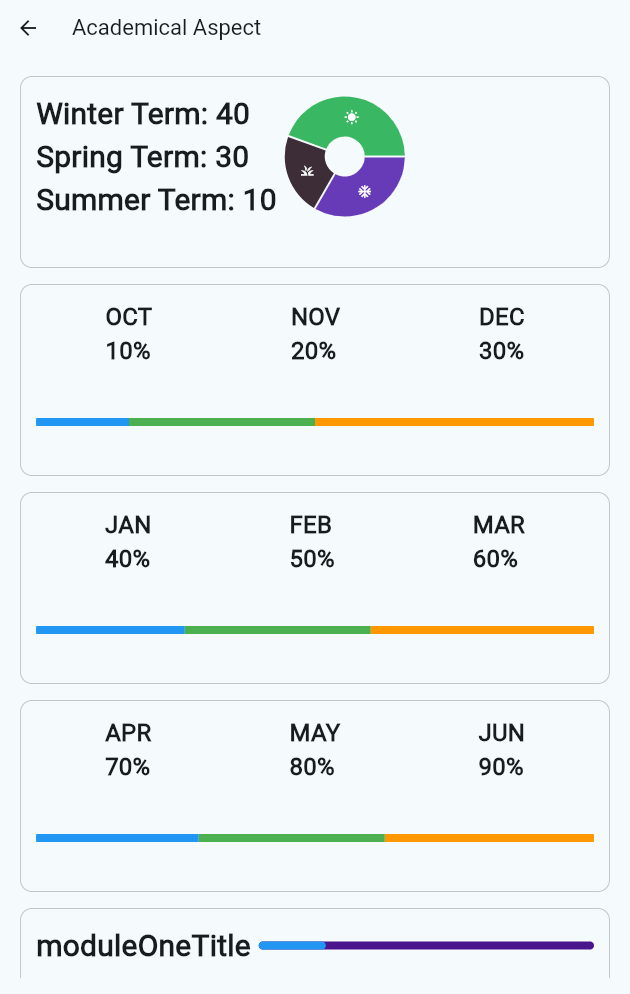 Academical Aspect
Winter Term: 40
Spring Term: 30
Summer Term: 10
OCT NOV DEC
10% 20% 30%
JAN FEB MAR
40% 50% 60%
APR MAY JUN
70% 80% 90%
moduleOneTitle